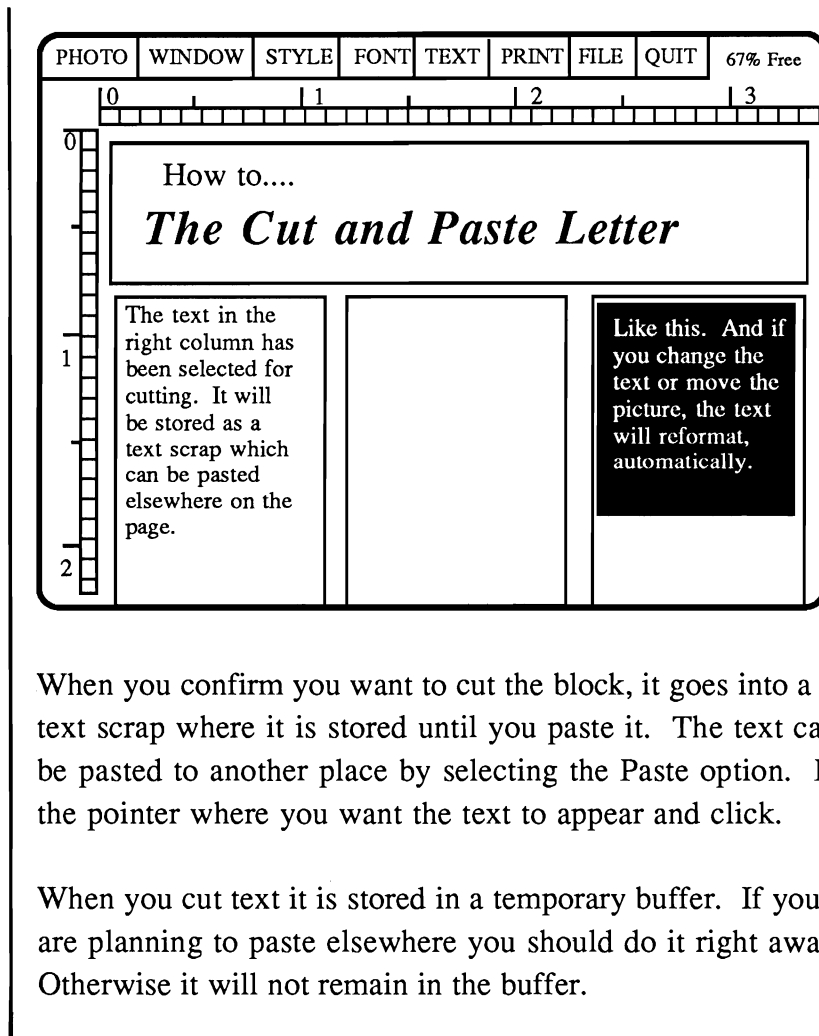 PHOTO WINDOW STYLE FONT TEXT PRINT FILE QUIT 67% Free
0 1 2 3
0
How to....
The Cut and Paste Letter
The text in the
right column has
been selected for
cutting. It will
be stored as a
text scrap which
can be pasted
elsewhere on the
page.
Like this. And if
you change the
text or move the
picture, the text
will reformat,
automatically.
1
2
When you confirm you want to cut the block, it goes into a
text scrap where it is stored until you paste it. The text ca
be pasted to another place by selecting the Paste option.
the pointer where you want the text to appear and click.
When you cut text it is stored in a temporary buffer. If you
are planning to paste elsewhere you should do it right awa
Otherwise it will not remain in the buffer.